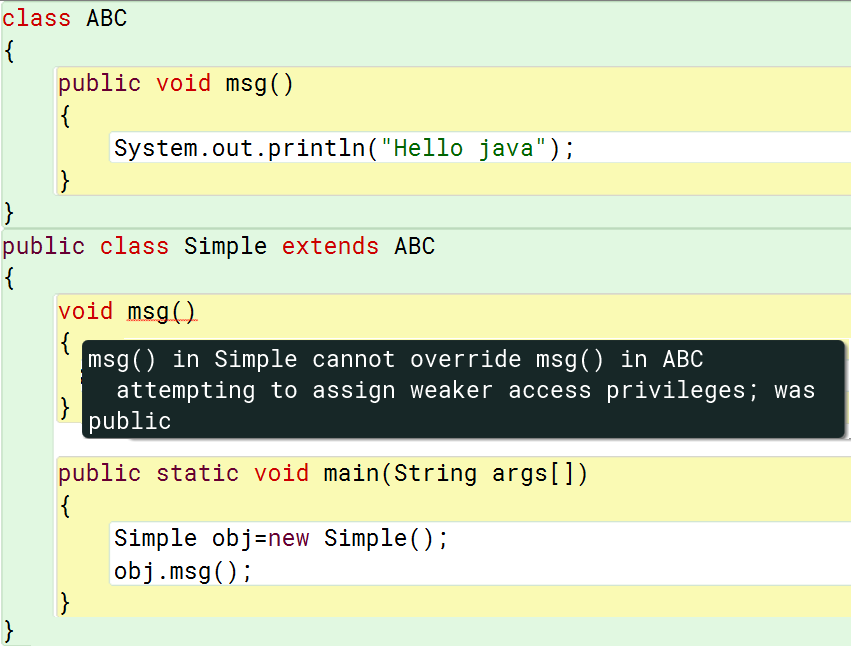 class ABC
{
public void msg()
{
System.out.println("Hello java");
}
}
public class Simple extends ABC
{
void msg()
{
msg() in Simple cannot override msg() in ABC
attempting to assign weaker access privileges; was
public
}
public static void main(String args[])
{
Simple obj=new Simple();
obj.msg();
}
}